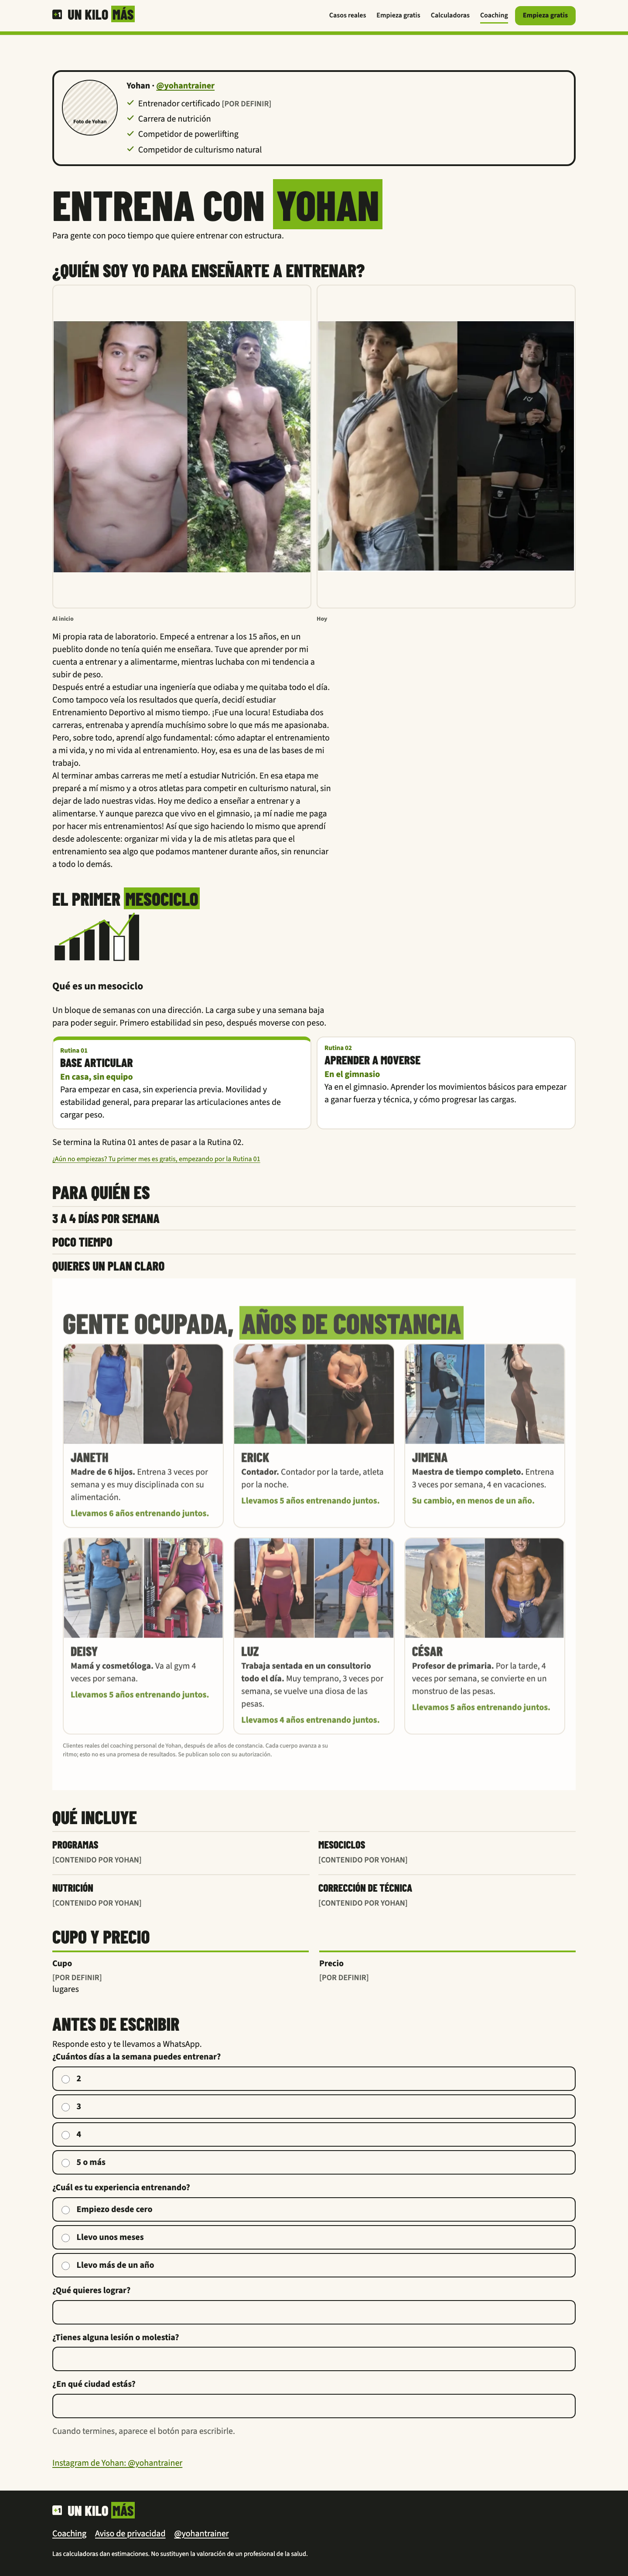 +1 UN KILO MÁS
Casos reales Empieza gratis Calculadoras Coaching Empieza gratis
Foto de Yohan
Yohan · @yohantrainer
Entrenador certificado [POR DEFINIR]
Carrera de nutrición
Competidor de powerlifting
Competidor de culturismo natural
ENTRENA CON YOHAN
Para gente con poco tiempo que quiere entrenar con estructura.
¿QUIÉN SOY YO PARA ENSEÑARTE A ENTRENAR?
Al inicio
Hoy
Mi propia rata de laboratorio. Empecé a entrenar a los 15 años, en un
pueblito donde no tenía quién me enseñara. Tuve que aprender por mi
cuenta a entrenar y a alimentarme, mientras luchaba con mi tendencia a
subir de peso.
Después entré a estudiar una ingeniería que odiaba y me quitaba todo el día.
Como tampoco veía los resultados que quería, decidí estudiar
Entrenamiento Deportivo al mismo tiempo. ¡Fue una locura! Estudiaba dos
carreras, entrenaba y aprendía muchísimo sobre lo que más me apasionaba.
Pero, sobre todo, aprendí algo fundamental: cómo adaptar el entrenamiento
a mi vida, y no mi vida al entrenamiento. Hoy, esa es una de las bases de mi
trabajo.
Al terminar ambas carreras me metí a estudiar Nutrición. En esa etapa me
preparé a mí mismo y a otros atletas para competir en culturismo natural, sin
dejar de lado nuestras vidas. Hoy me dedico a enseñar a entrenar y a
alimentarse. Y aunque parezca que vivo en el gimnasio, ¡a mí nadie me paga
por hacer mis entrenamientos! Así que sigo haciendo lo mismo que aprendí
desde adolescente: organizar mi vida y la de mis atletas para que el
entrenamiento sea algo que podamos mantener durante años, sin renunciar
a todo lo demás.
EL PRIMER MESOCICLO
Qué es un mesociclo
Un bloque de semanas con una dirección. La carga sube y una semana baja
para poder seguir. Primero estabilidad sin peso, después moverse con peso.
Rutina 01
BASE ARTICULAR
En casa, sin equipo
Para empezar en casa, sin experiencia previa. Movilidad y
estabilidad general, para preparar las articulaciones antes de
cargar peso.
Rutina 02
APRENDER A MOVERSE
En el gimnasio
Ya en el gimnasio. Aprender los movimientos básicos para empezar
a ganar fuerza y técnica, y cómo progresar las cargas.
Se termina la Rutina 01 antes de pasar a la Rutina 02.
¿Aún no empiezas? Tu primer mes es gratis, empezando por la Rutina 01
PARA QUIÉN ES
3 A 4 DÍAS POR SEMANA
POCO TIEMPO
QUIERES UN PLAN CLARO
GENTE OCUPADA, AÑOS DE CONSTANCIA
JANETH
Madre de 6 hijos. Entrena 3 veces por
semana y es muy disciplinada con su
alimentación.
Llevamos 6 años entrenando juntos.
ERICK
Contador. Contador por la tarde, atleta
por la noche.
Llevamos 5 años entrenando juntos.
JIMENA
Maestra de tiempo completo. Entrena
3 veces por semana, 4 en vacaciones.
Su cambio, en menos de un año.
DEISY
Mamá y cosmetóloga. Va al gym 4
veces por semana.
Llevamos 5 años entrenando juntos.
LUZ
Trabaja sentada en un consultorio
todo el día. Muy temprano, 3 veces por
semana, se vuelve una diosa de las
pesas.
Llevamos 4 años entrenando juntos.
CÉSAR
Profesor de primaria. Por la tarde, 4
veces por semana, se convierte en un
monstruo de las pesas.
Llevamos 5 años entrenando juntos.
Clientes reales del coaching personal de Yohan, después de años de constancia. Cada cuerpo avanza a su
ritmo; esto no es una promesa de resultados. Se publican solo con su autorización.
QUÉ INCLUYE
PROGRAMAS
[CONTENIDO POR YOHAN]
MESOCICLOS
[CONTENIDO POR YOHAN]
NUTRICIÓN
[CONTENIDO POR YOHAN]
CORRECCIÓN DE TÉCNICA
[CONTENIDO POR YOHAN]
CUPO Y PRECIO
Cupo
[POR DEFINIR]
lugares
Precio
[POR DEFINIR]
ANTES DE ESCRIBIR
Responde esto y te llevamos a WhatsApp.
¿Cuántos días a la semana puedes entrenar?
2
3
4
5 o más
¿Cuál es tu experiencia entrenando?
Empiezo desde cero
Llevo unos meses
Llevo más de un año
¿Qué quieres lograr?
¿Tienes alguna lesión o molestia?
¿En qué ciudad estás?
Cuando termines, aparece el botón para escribirle.
Instagram de Yohan: @yohantrainer
+1 UN KILO MÁS
Coaching Aviso de privacidad @yohantrainer
Las calculadoras dan estimaciones. No sustituyen la valoración de un profesional de la salud.